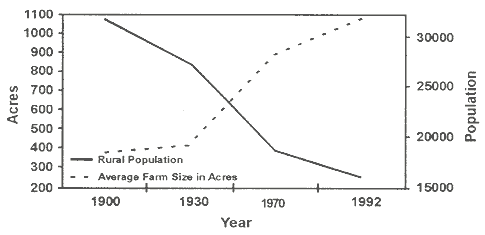 1100
1000
900
800
700
600
500
400
300
200
Acres
30000
25000
20000
15000
Population
Rural Population
Average Farm Size in Acres
1900 1930 1970 1992
Year